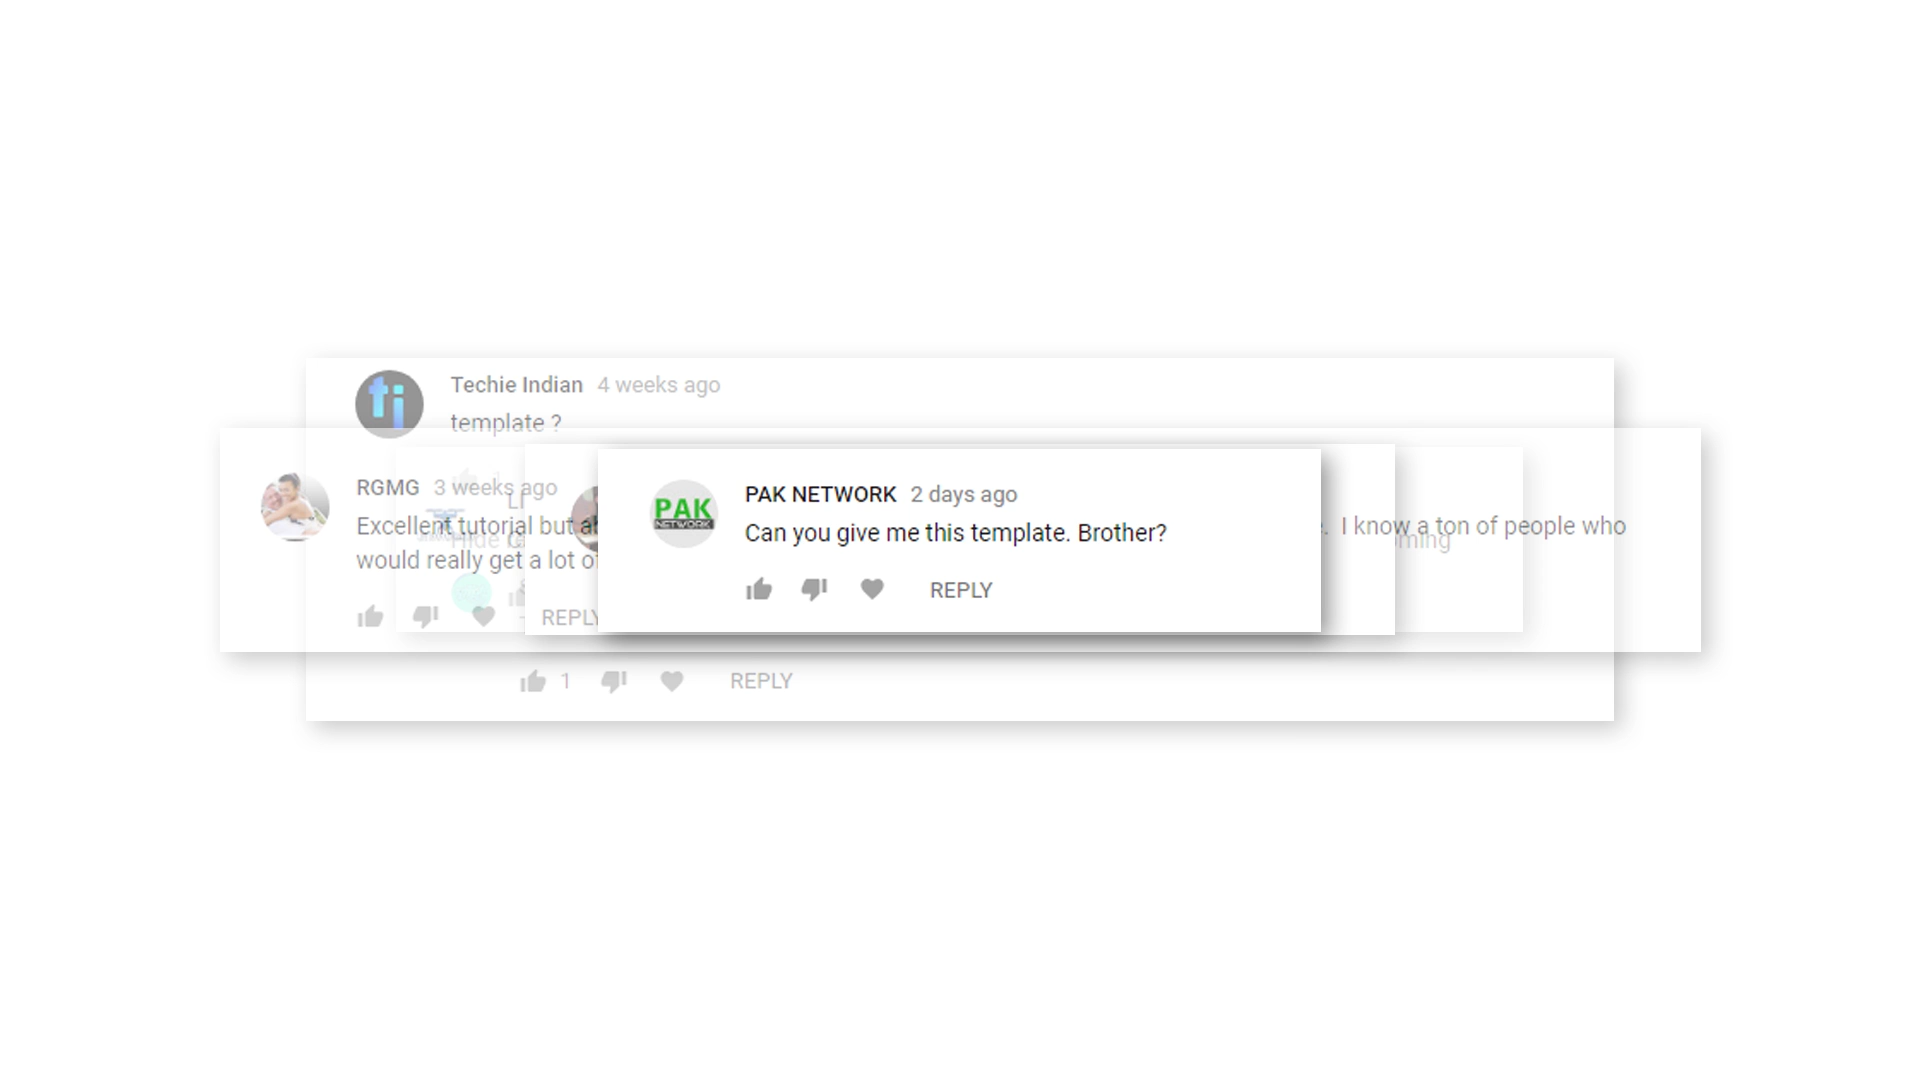 Techie Indian 4 weeks ago
template ?
RGMG 3 weeks ago
Excellent tutorial but
I know a ton of people who
would really get a lot
REPLY
PAK NETWORK
PAK NETWORK 2 days ago
Can you give me this template. Brother?
REPLY
1 REPLY